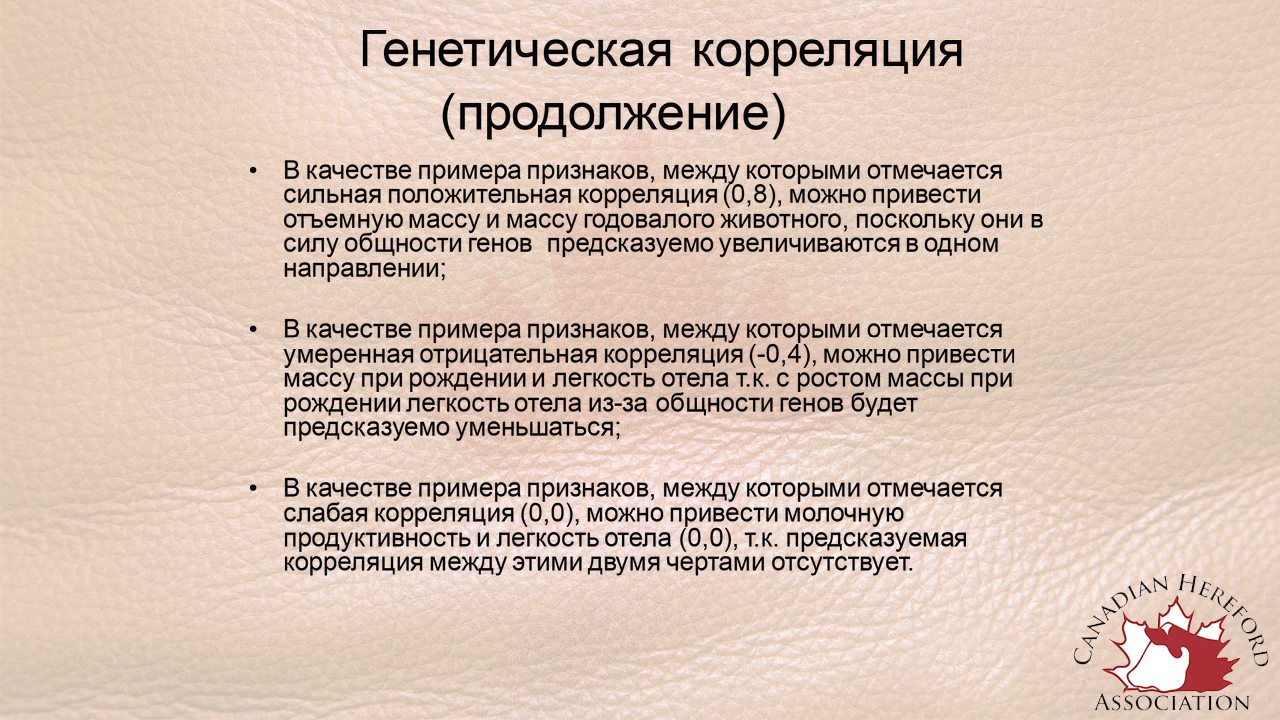 Генетическая корреляция
(продолжение)
• В качестве примера признаков, между которыми отмечается
сильная положительная корреляция (0,8), можно привести
отъемную массу и массу годовалого животного, поскольку они в
силу общности генов  предсказуемо увеличиваются в одном
направлении;
• В качестве примера признаков, между которыми отмечается
умеренная отрицательная корреляция (-0,4), можно привести
массу при рождении и легкость отела т.к. с ростом массы при
рождении легкость отела из-за общности генов будет
предсказуемо уменьшаться;
• В качестве примера признаков, между которыми отмечается
слабая корреляция (0,0), можно привести молочную
продуктивность и легкость отела (0,0), т.к. предсказуемая
корреляция между этими двумя чертами отсутствует.
CANADIAN HEREFORD
ASSOCIATION